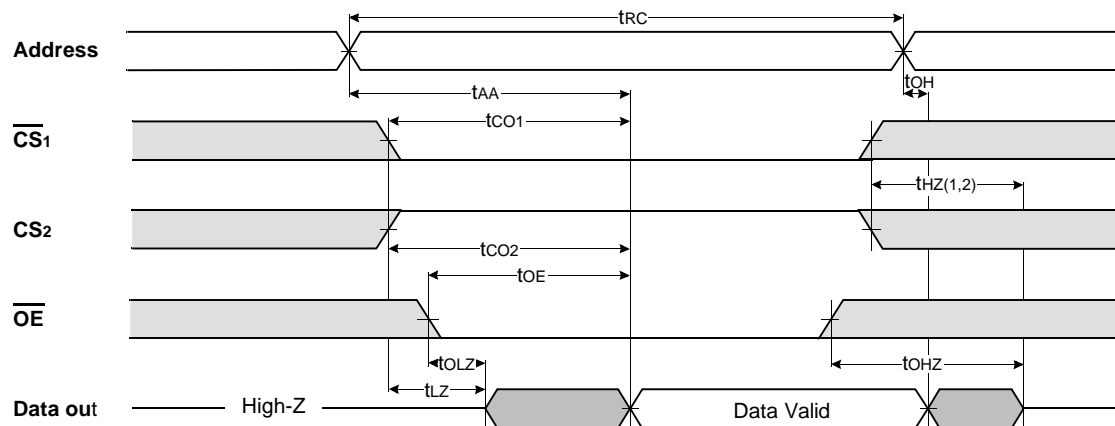 tRC
Address
tOH
tAA
tCO1
CS1
tHZ(1,2)
CS2
tCO2
tOE
OE
tOLZ
tOHZ
tLZ
Data out
High-Z
Data Valid